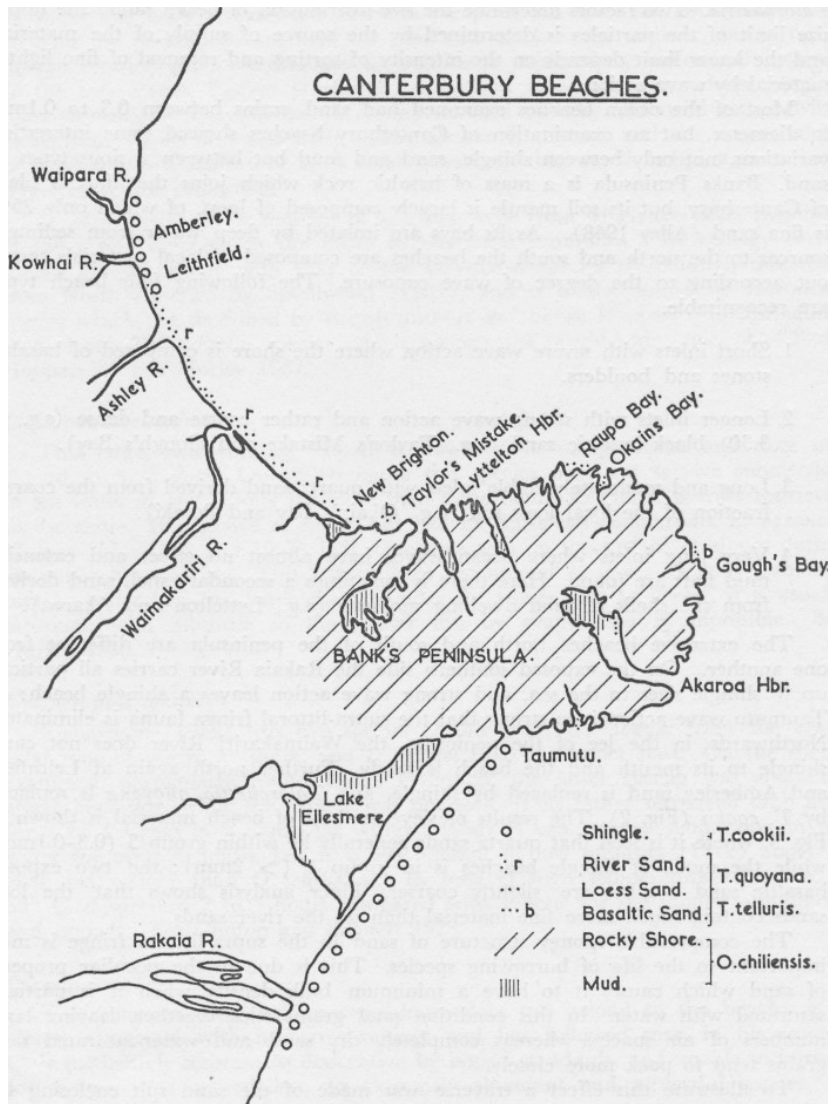 CANTERBURY BEACHES.
Waipara R.
Amberley.
Kowhai R.
Leithfield.
r
Ashley R.
r
r
Waimakariri R.
New Brighton.
b Taylor's Mistake.
Lyttelton Hbr.
Raupo Bay.
Okains Bay.
b
Gough's Bay.
BANK'S PENINSULA
Akaroa Hbr.
Taumutu.
Lake
Ellesmere
Rakaia R.
Shingle. T.cookii.
r River Sand. T.quoyana.
Loess Sand.
b Basaltic Sand. T.telluris.
Rocky Shore. O.chiliensis.
Mud.